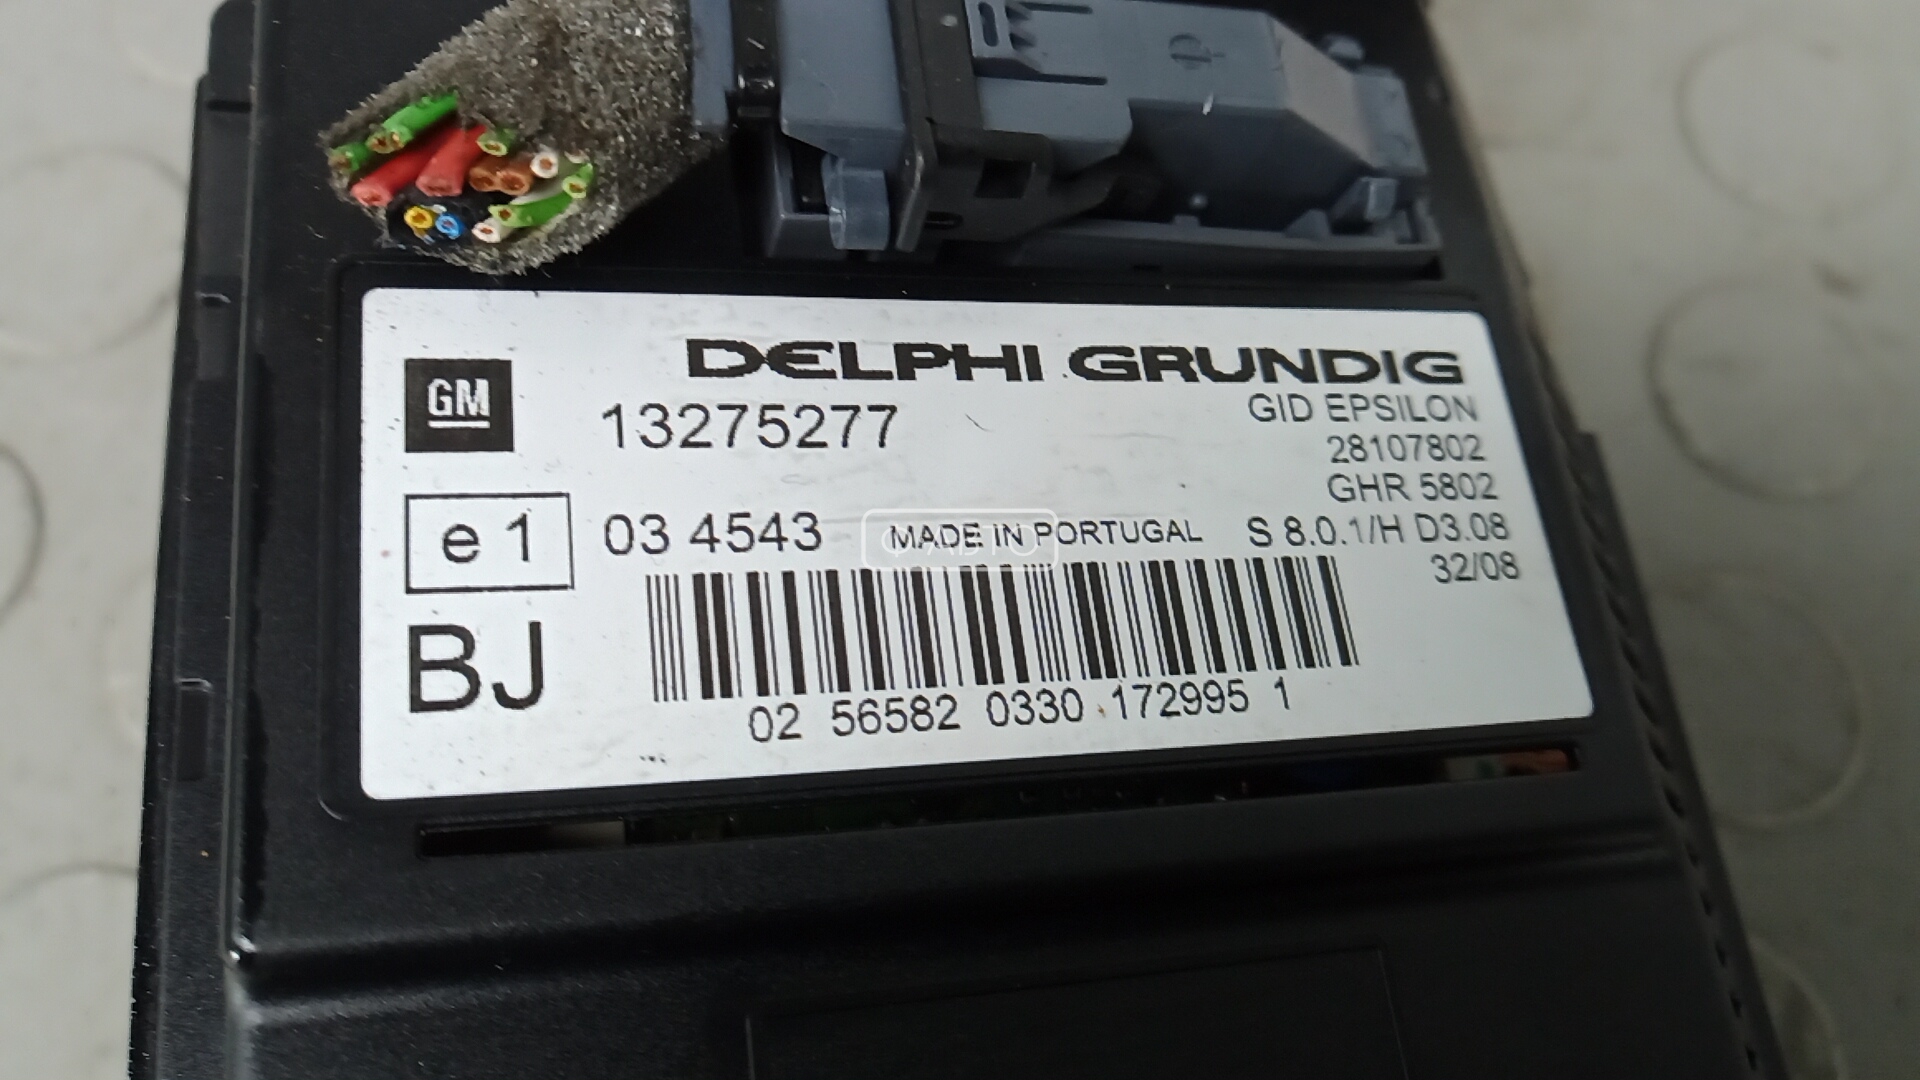 DELPHI GRUNDIG
GM
13275277
GID EPSILON
28107802
GHR 5802
e1
03 4543
MADE IN PORTUGAL
S 8.0.1/H D3.08
32/08
BJ
02 56582 0330 172995 1